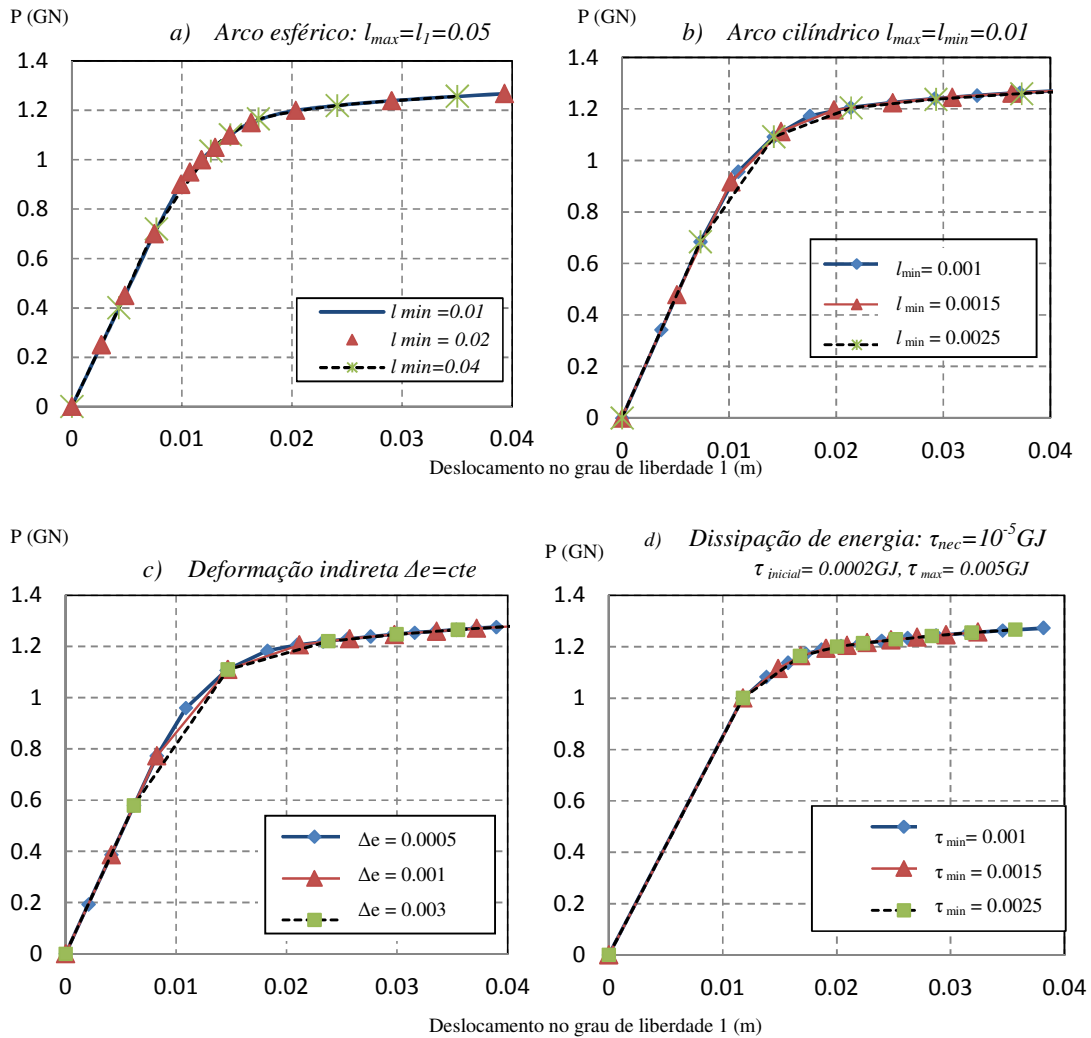 P (GN)
a) Arco esférico: lmax=l1=0.05
1.4
1.2
1
0.8
0.6
0.4
0.2
0
0 0.01 0.02 0.03 0.04
l min =0.01
l min = 0.02
l min=0.04
P (GN)
b) Arco cilíndrico lmax=lmin=0.01
1.4
1.2
1
0.8
0.6
0.4
0.2
0
0 0.01 0.02 0.03 0.04
lmin= 0.001
lmin = 0.0015
lmin = 0.0025
Deslocamento no grau de liberdade 1 (m)
P (GN)
c) Deformação indireta Δe=cte
1.4
1.2
1
0.8
0.6
0.4
0.2
0
0 0.01 0.02 0.03 0.04
Δe = 0.0005
Δe = 0.001
Δe = 0.003
Deslocamento no grau de liberdade 1 (m)
P (GN)
d) Dissipação de energia: τnec=10-5GJ
τ inicial= 0.0002GJ, τ max= 0.005GJ
1.4
1.2
1
0.8
0.6
0.4
0.2
0
0 0.01 0.02 0.03 0.04
τ min= 0.001
τ min = 0.0015
τ min = 0.0025
Deslocamento no grau de liberdade 1 (m)